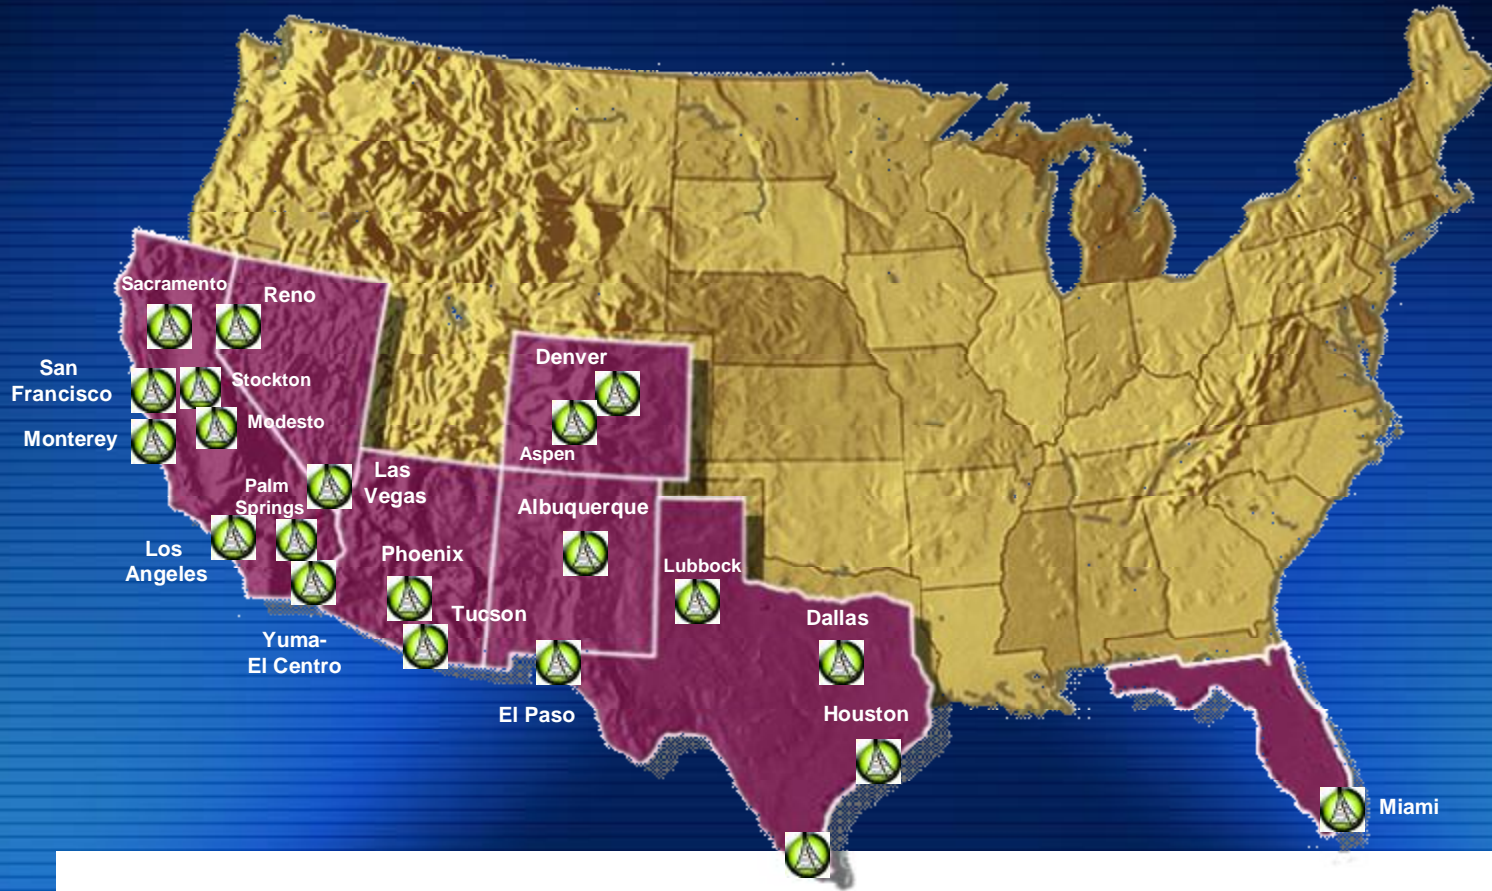 Sacramento
Reno
San
Francisco
Stockton
Denver
Modesto
Monterey
Aspen
Las
Vegas
Palm
Springs
Albuquerque
Los
Angeles
Phoenix
Lubbock
Tucson
Dallas
Yuma-
El Centro
El Paso
Houston
Miami